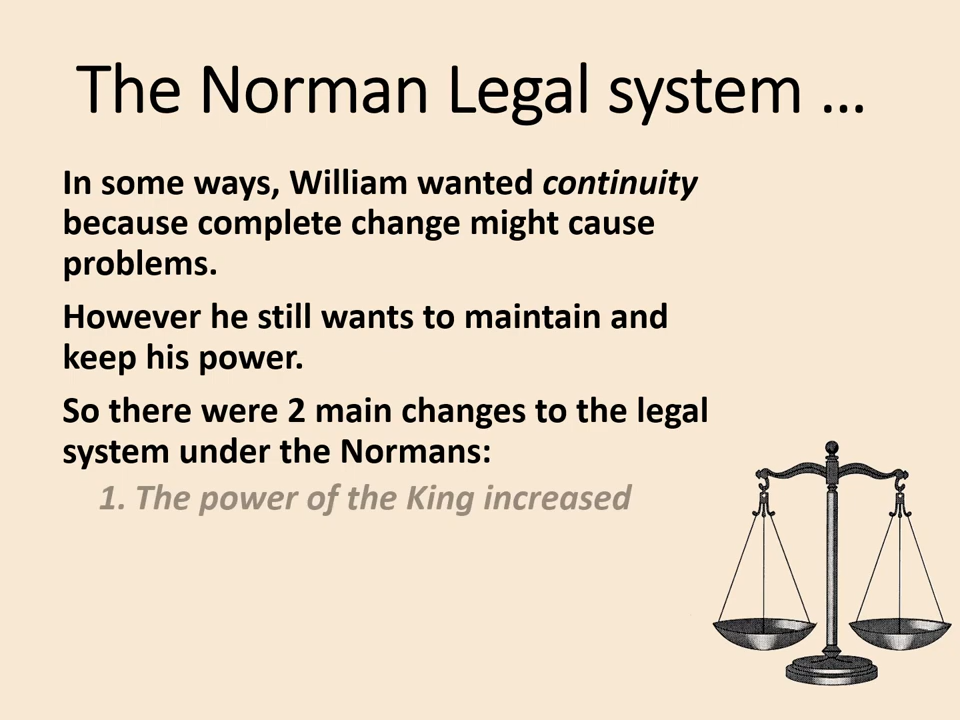 The Norman Legal system …
In some ways, William wanted continuity
because complete change might cause
problems.
However he still wants to maintain and
keep his power.
So there were 2 main changes to the legal
system under the Normans:
1. The power of the King increased